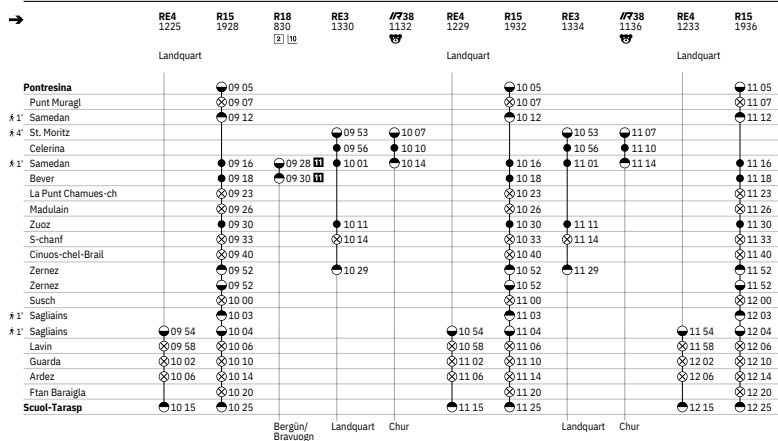 RE4 R15 R18 RE3 IR38 RE4 R15 RE3 IR38 RE4 R15
1225 1928 830 1330 1132 1229 1932 1334 1136 1233 1936
2 10
Landquart Landquart Landquart
Pontresina 09 05 10 05 11 05
Punt Muragl 09 07 10 07 11 07
1' Samedan 09 12 10 12 11 12
4' St. Moritz 09 53 10 07 10 53 11 07
Celerina 09 56 10 10 10 56 11 10
1' Samedan 09 16 09 28 11 10 01 10 14 10 16 11 01 11 14 11 16
Bever 09 18 09 30 11 10 18 11 18
La Punt Chamues-ch 09 23 10 23 11 23
Madulain 09 26 10 26 11 26
Zuoz 09 30 10 11 10 30 11 11 11 30
S-chanf 09 33 10 14 10 33 11 14 11 33
Cinuos-chel-Brail 09 40 10 40 11 40
Zernez 09 52 10 29 10 52 11 29 11 52
Zernez 09 52 10 52 11 52
Susch 10 00 11 00 12 00
1' Sagliains 10 03 11 03 12 03
1' Sagliains 09 54 10 04 10 54 11 04 11 54 12 04
Lavin 09 58 10 06 10 58 11 06 11 58 12 06
Guarda 10 02 10 10 11 02 11 10 12 02 12 10
Ardez 10 06 10 14 11 06 11 14 12 06 12 14
Ftan Baraigla 10 20 11 20 12 20
Scuol-Tarasp 10 15 10 25 11 15 11 25 12 15 12 25
Bergün/ Landquart Chur Landquart Chur
Bravuogn